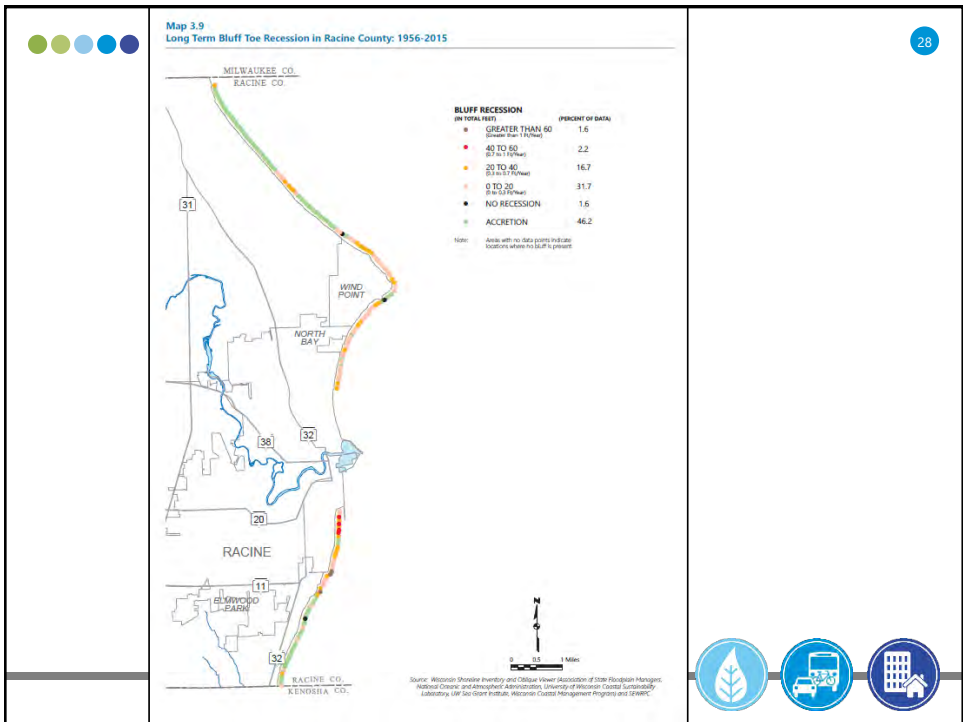 Map 3.9
Long Term Bluff Toe Recession in Racine County: 1956-2015
28
MILWAUKEE CO.
RACINE CO.
BLUFF RECESSION
(IN TOTAL FEET) (PERCENT OF DATA)
GREATER THAN 60 1.6
(Greater than 1 Ft/Year)
40 TO 60 2.2
(0.7 to 1 Ft/Year)
20 TO 40 16.7
(0.3 to 0.7 Ft/Year)
0 TO 20 31.7
(0 to 0.3 Ft/Year)
NO RECESSION 1.6
ACCRETION 46.2
Note: Areas with no data points indicate
locations where no bluff is present
31
WIND
POINT
NORTH
BAY
38
32
20
RACINE
11
ELMWOOD
PARK
32
RACINE CO.
KENOSHA CO.
N
0 0.5 1 Miles
Source: Wisconsin Shoreline Inventory and Oblique Viewer (Association of State Floodplain Managers,
National Oceanic and Atmospheric Administration, University of Wisconsin Coastal Sustainability
Laboratory, UW Sea Grant Institute, Wisconsin Coastal Management Program) and SEWRPC